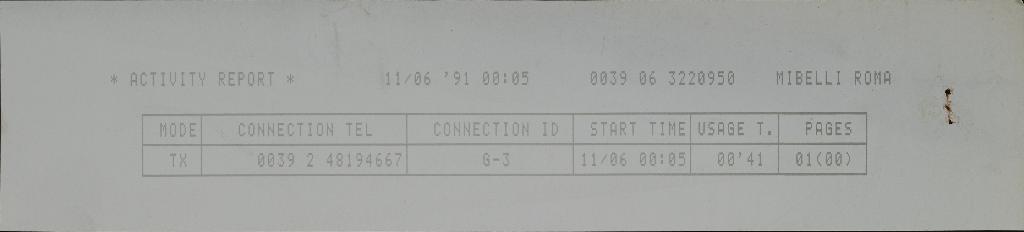 * ACTIVITY REPORT * 11/06 '91 00:05 0039 06 3220950 MIBELLI ROMA
MODE CONNECTION TEL CONNECTION ID START TIME USAGE T. PAGES
TX 0039 2 48194667 G-3 11/06 00:05 00'41 01(00)